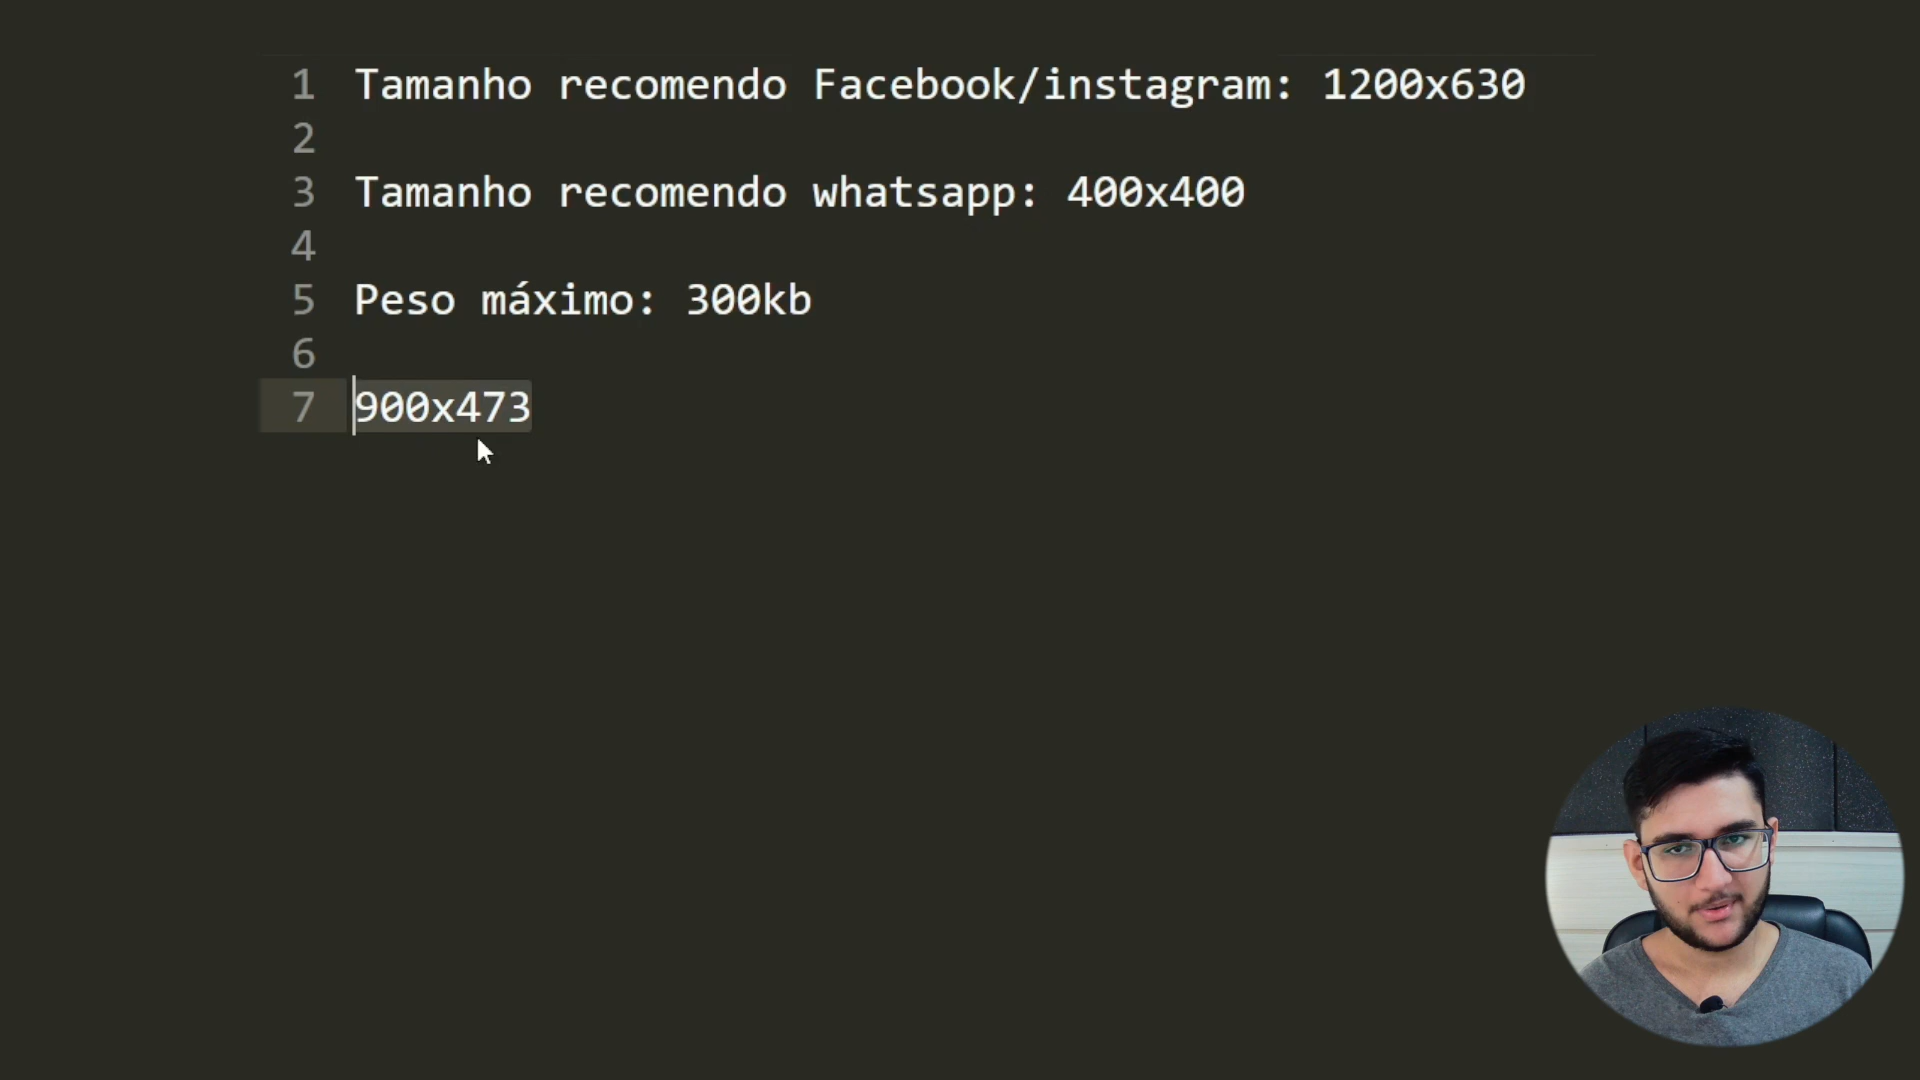 1 Tamanho recomendo Facebook/instagram: 1200x630
2
3 Tamanho recomendo whatsapp: 400x400
4
5 Peso máximo: 300kb
6
7 900x473